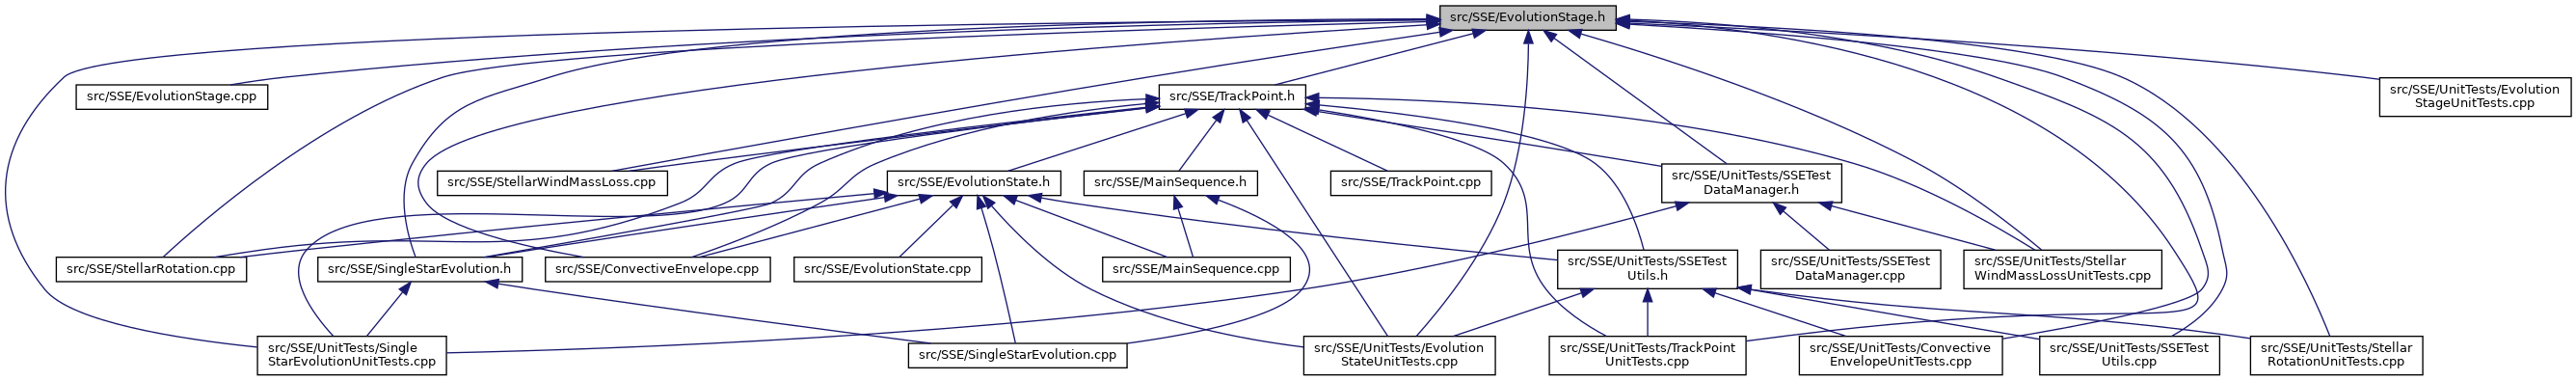 src/SSE/EvolutionStage.h
src/SSE/EvolutionStage.cpp
src/SSE/TrackPoint.h
src/SSE/UnitTests/Evolution
StageUnitTests.cpp
src/SSE/StellarWindMassLoss.cpp
src/SSE/EvolutionState.h
src/SSE/MainSequence.h
src/SSE/TrackPoint.cpp
src/SSE/UnitTests/SSETest
DataManager.h
src/SSE/StellarRotation.cpp
src/SSE/SingleStarEvolution.h
src/SSE/ConvectiveEnvelope.cpp
src/SSE/EvolutionState.cpp
src/SSE/MainSequence.cpp
src/SSE/UnitTests/SSETest
Utils.h
src/SSE/UnitTests/SSETest
DataManager.cpp
src/SSE/UnitTests/Stellar
WindMassLossUnitTests.cpp
src/SSE/UnitTests/Single
StarEvolutionUnitTests.cpp
src/SSE/SingleStarEvolution.cpp
src/SSE/UnitTests/Evolution
StateUnitTests.cpp
src/SSE/UnitTests/TrackPoint
UnitTests.cpp
src/SSE/UnitTests/Convective
EnvelopeUnitTests.cpp
src/SSE/UnitTests/SSETest
Utils.cpp
src/SSE/UnitTests/Stellar
RotationUnitTests.cpp